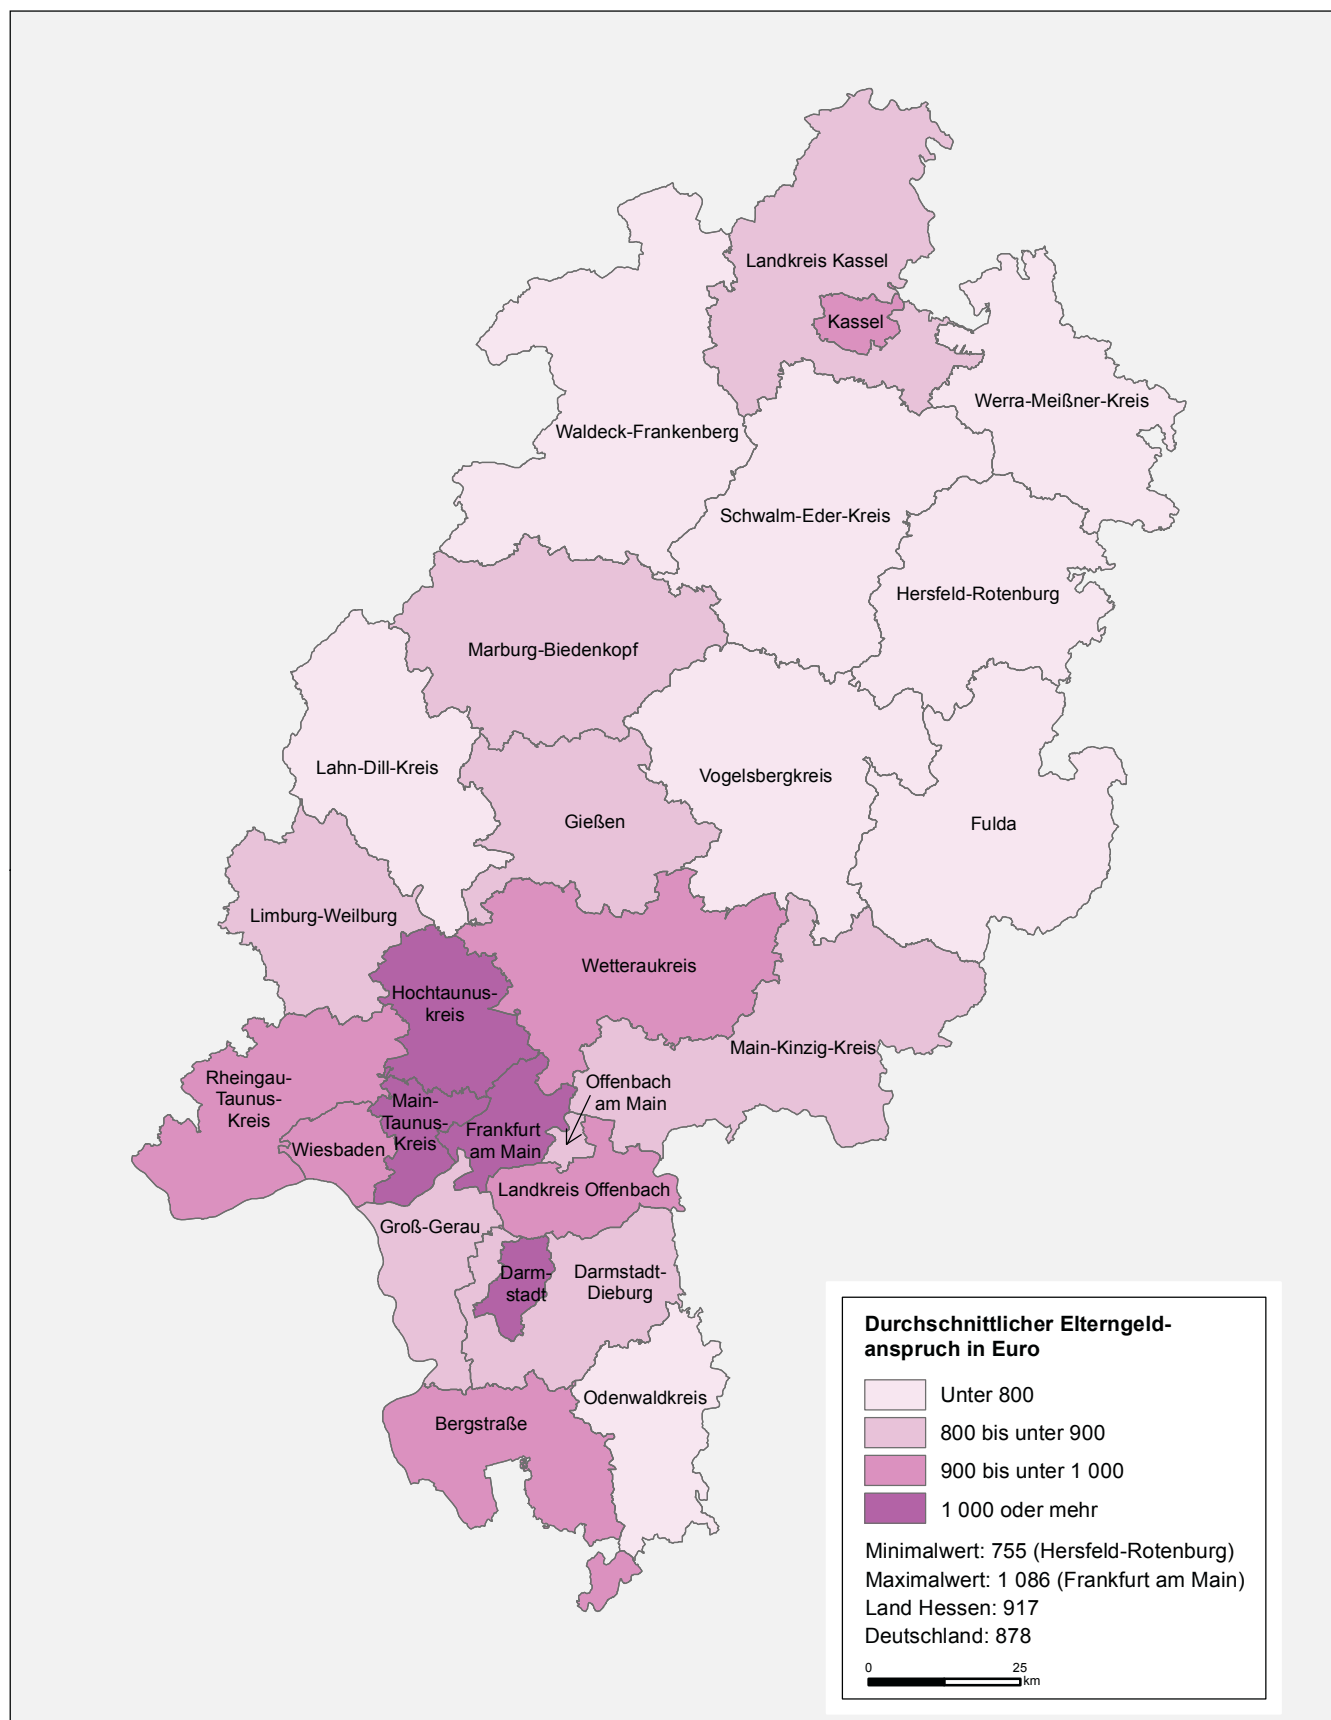 Landkreis Kassel
Kassel
Werra-Meißner-Kreis
Waldeck-Frankenberg
Schwalm-Eder-Kreis
Hersfeld-Rotenburg
Marburg-Biedenkopf
Lahn-Dill-Kreis
Vogelsbergkreis
Gießen
Fulda
Limburg-Weilburg
Wetteraukreis
Hochtaunus-
kreis
Main-Kinzig-Kreis
Rheingau-
Taunus-
Kreis
Offenbach
am Main
Main-
Taunus-
Kreis
Frankfurt
am Main
Wiesbaden
Landkreis Offenbach
Groß-Gerau
Darm-
stadt
Darmstadt-
Dieburg
Odenwaldkreis
Bergstraße
Durchschnittlicher Elterngeld-
anspruch in Euro
Unter 800
800 bis unter 900
900 bis unter 1 000
1 000 oder mehr
Minimalwert: 755 (Hersfeld-Rotenburg)
Maximalwert: 1 086 (Frankfurt am Main)
Land Hessen: 917
Deutschland: 878
0 25
km